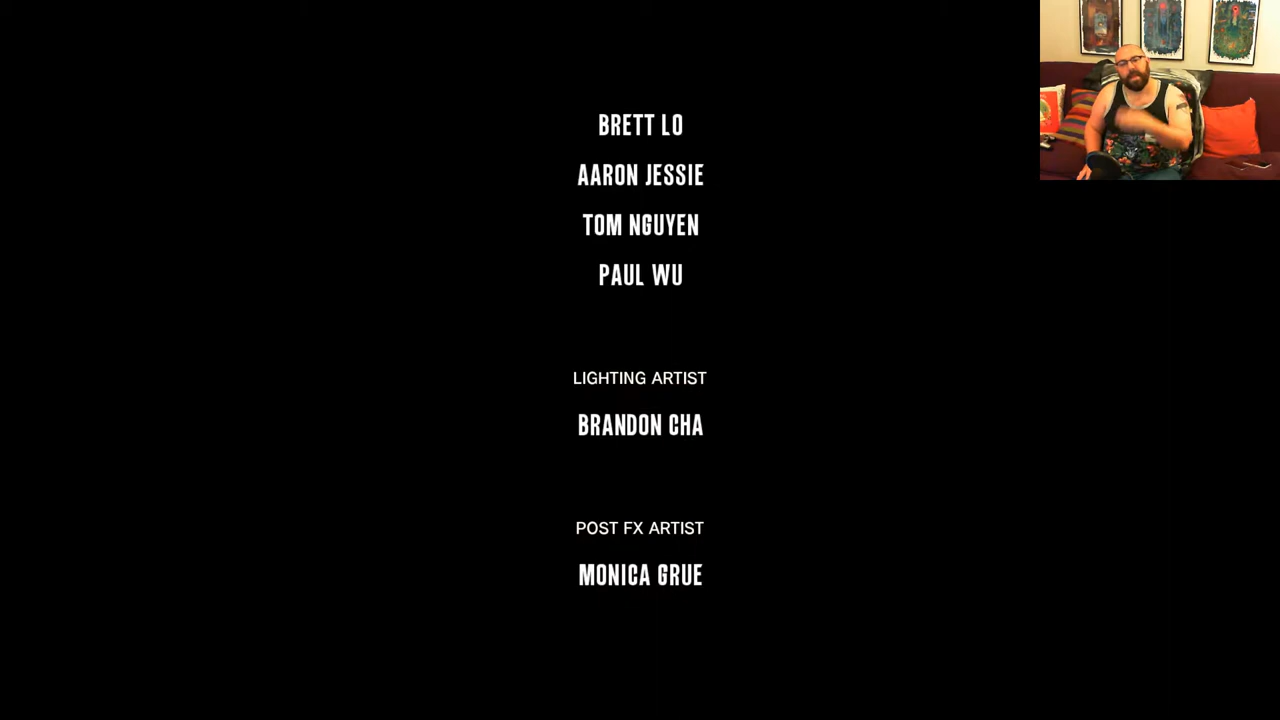 BRETT LO
AARON JESSIE
TOM NGUYEN
PAUL WU
LIGHTING ARTIST
BRANDON CHA
POST FX ARTIST
MONICA GRUE